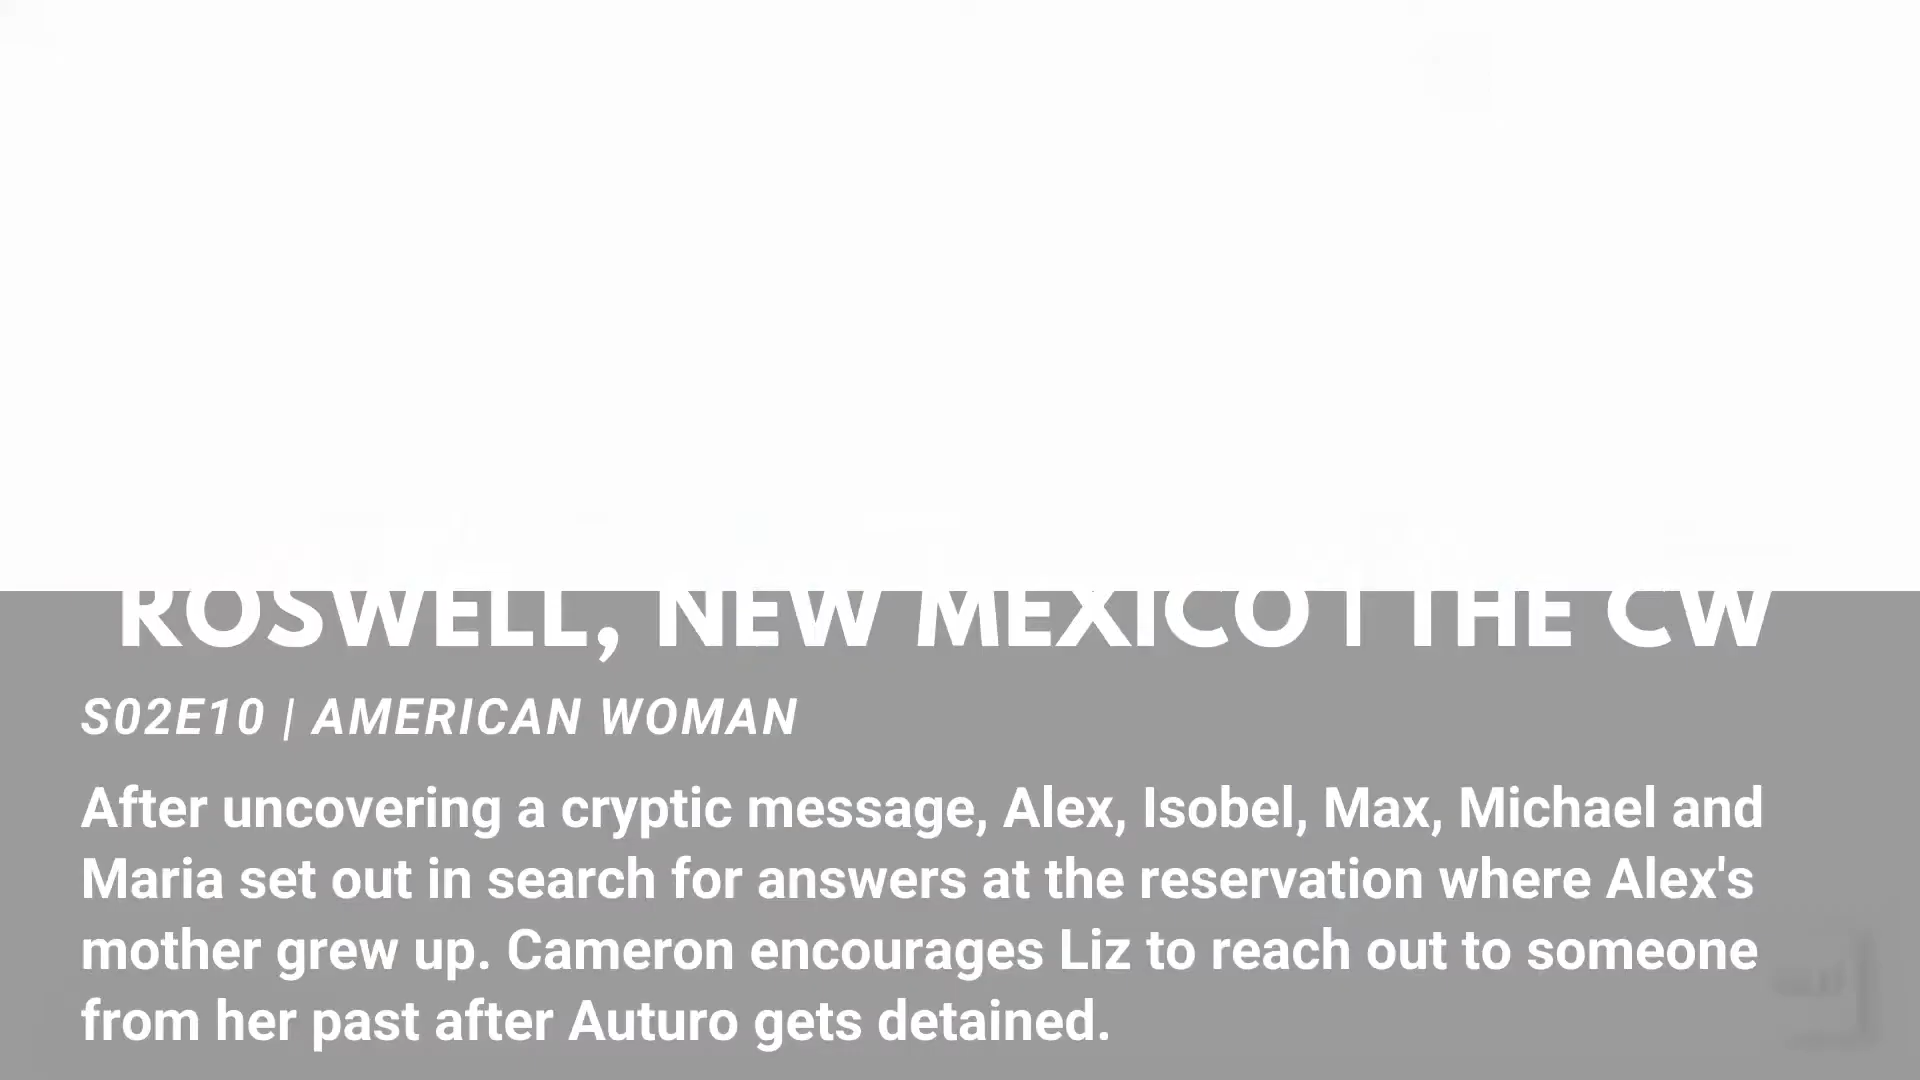 ROSWELL, NEW MEXICO | THE CW
S02E10 | AMERICAN WOMAN
After uncovering a cryptic message, Alex, Isobel, Max, Michael and
Maria set out in search for answers at the reservation where Alex's
mother grew up. Cameron encourages Liz to reach out to someone
from her past after Auturo gets detained.